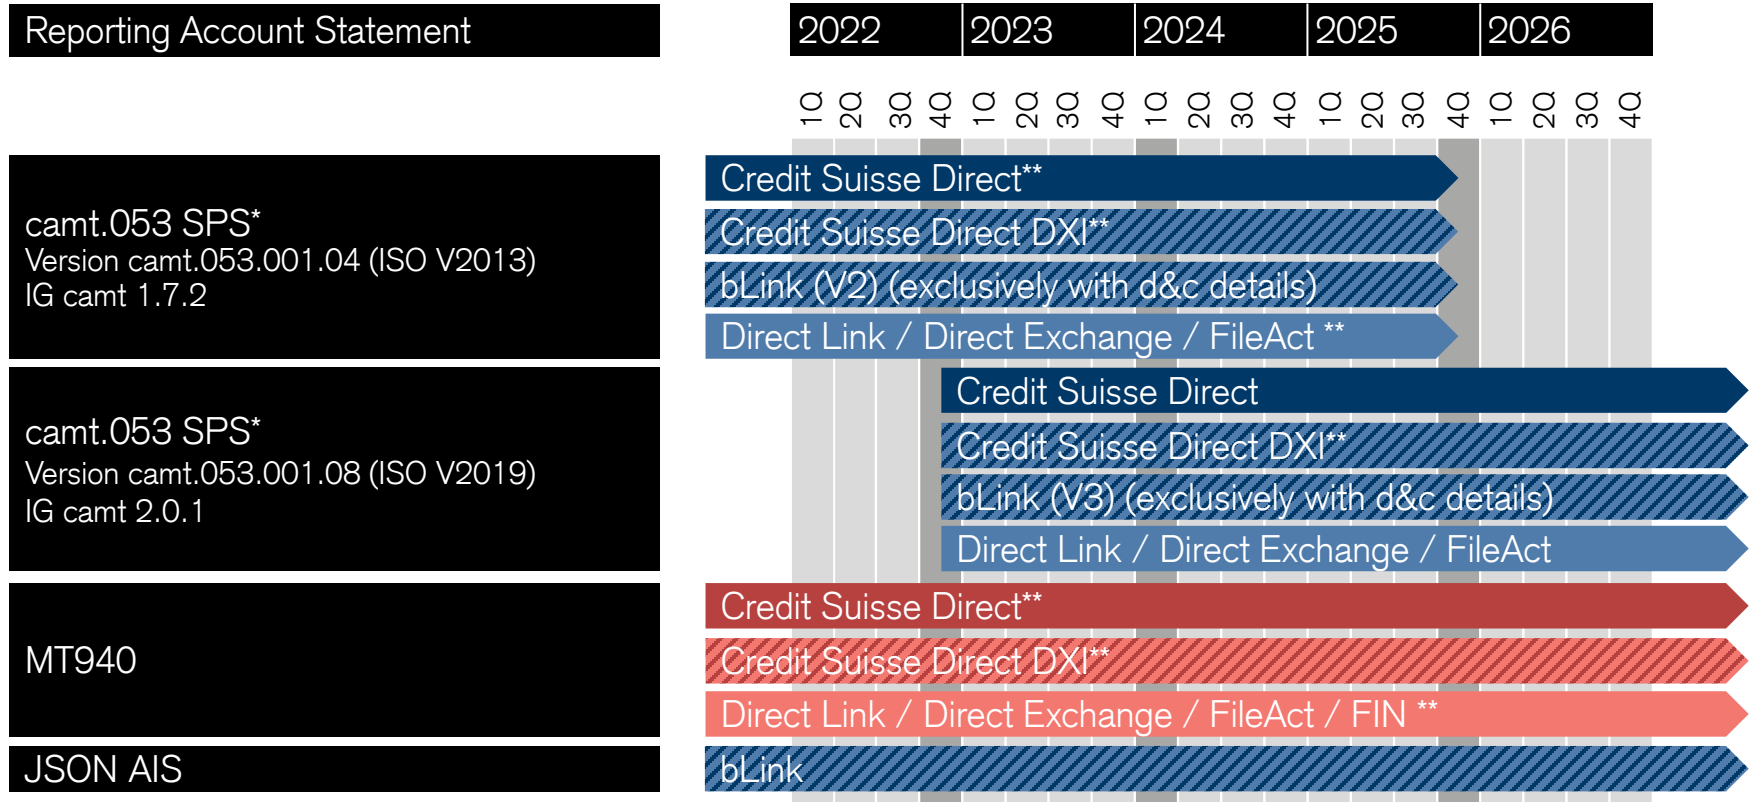 Reporting Account Statement
2022 2023 2024 2025 2026
1Q 2Q 3Q 4Q 1Q 2Q 3Q 4Q 1Q 2Q 3Q 4Q 1Q 2Q 3Q 4Q 1Q 2Q 3Q 4Q
camt.053 SPS*
Version camt.053.001.04 (ISO V2013)
IG camt 1.7.2
Credit Suisse Direct**
Credit Suisse Direct DXI**
bLink (V2) (exclusively with d&c details)
Direct Link / Direct Exchange / FileAct **
camt.053 SPS*
Version camt.053.001.08 (ISO V2019)
IG camt 2.0.1
Credit Suisse Direct
Credit Suisse Direct DXI**
bLink (V3) (exclusively with d&c details)
Direct Link / Direct Exchange / FileAct
MT940
Credit Suisse Direct**
Credit Suisse Direct DXI**
Direct Link / Direct Exchange / FileAct / FIN **
JSON AIS
bLink